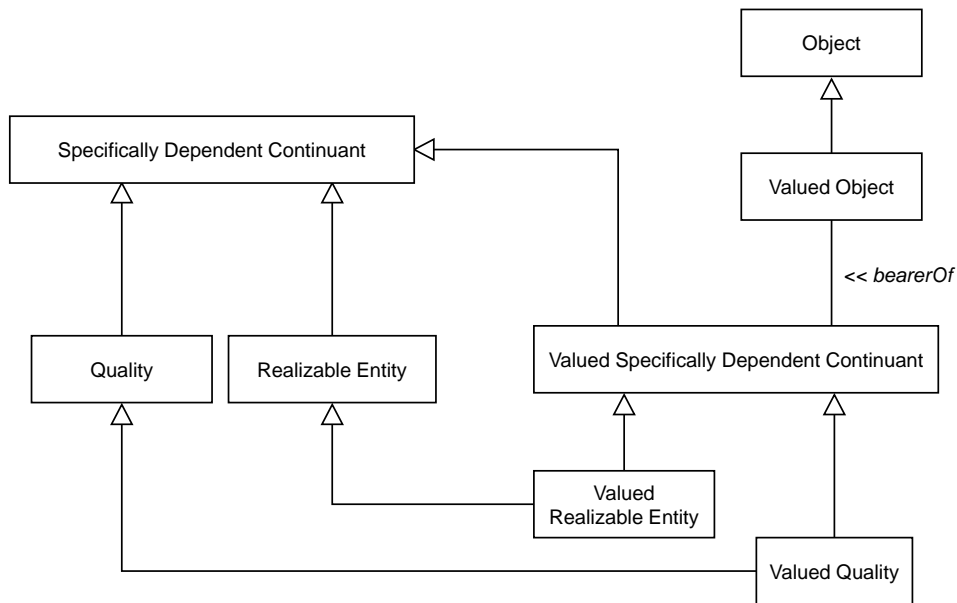 Object
Specifically Dependent Continuant
Valued Object
<< bearerOf
Quality
Realizable Entity
Valued Specifically Dependent Continuant
Valued
Realizable Entity
Valued Quality